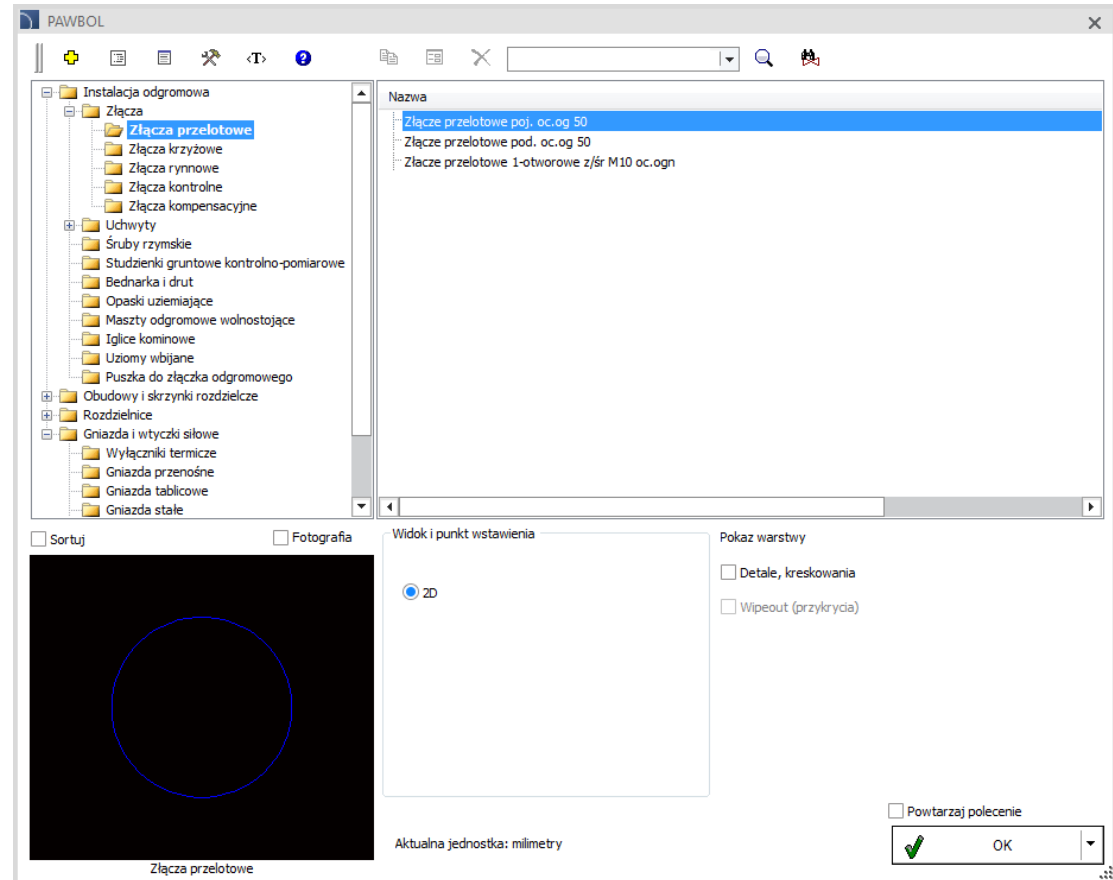 PAWBOL
<T>
Instalacja odgromowa
Złącza
Złącza przelotowe
Złącza krzyżowe
Złącza rynnowe
Złącza kontrolne
Złącza kompensacyjne
Uchwyty
Śruby rzymskie
Studzienki gruntowe kontrolno-pomiarowe
Bednarka i drut
Opaski uziemiające
Maszty odgromowe wolnostojące
Iglice kominowe
Uziomy wbijane
Puszka do złączka odgromowego
Obudowy i skrzynki rozdzielcze
Rozdzielnice
Gniazda i wtyczki siłowe
Wyłączniki termicze
Gniazda przenośne
Gniazda tablicowe
Gniazda stałe
Nazwa
Złącze przelotowe poj. oc.og 50
Złącze przelotowe pod. oc.og 50
Złacze przelotowe 1-otworowe z/śr M10 oc.ogn
Sortuj
Fotografia
Złącza przelotowe
Widok i punkt wstawienia
2D
Aktualna jednostka: milimetry
Pokaz warstwy
Detale, kreskowania
Wipeout (przykrycia)
Powtarzaj polecenie
OK